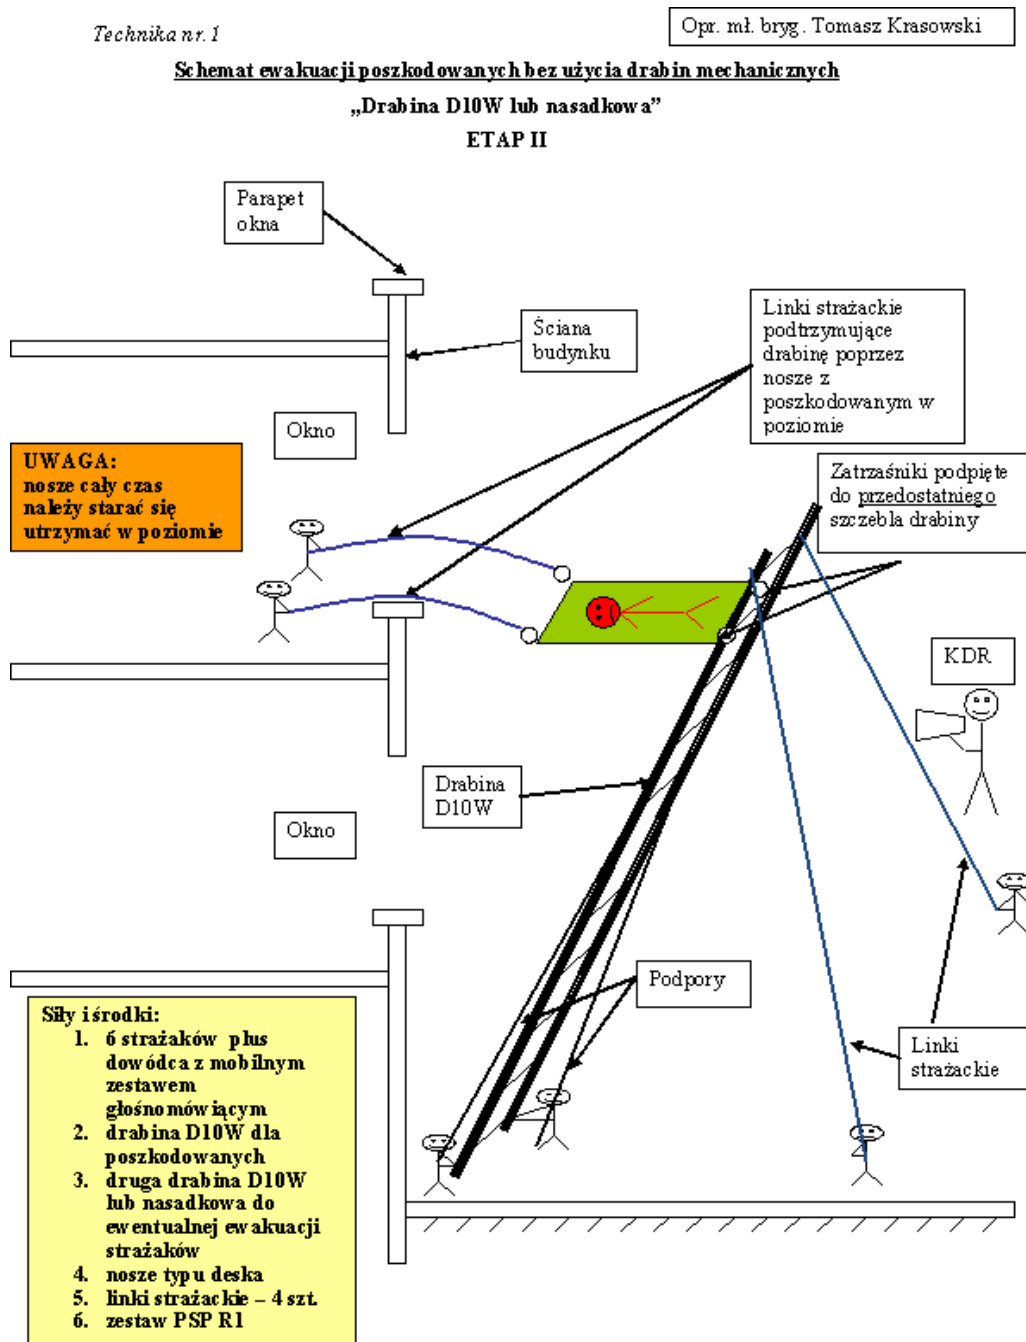 Technika nr. 1
Opr. mł. bryg. Tomasz Krasowski
Schemat ewakuacji poszkodowanych bez użycia drabin mechanicznych
„Drabina D10W lub nasadkowa”
ETAP II
Parapet
okna
Ściana
budynku
Linki strażackie
podtrzymujące
drabinę poprzez
nosze z
poszkodowanym w
poziomie
Okno
UWAGA:
nosze cały czas
należy starać się
utrzymać w poziomie
Zatrzaśniki podpięte
do przedostatniego
szczebla drabiny
KDR
Drabina
D10W
Okno
Podpory
Linki
strażackie
Siły i środki:
1. 6 strażaków plus
dowódca z mobilnym
zestawem
głośnomówiącym
2. drabina D10W dla
poszkodowanych
3. druga drabina D10W
lub nasadkowa do
ewentualnej ewakuacji
strażaków
4. nosze typu deska
5. linki strażackie – 4 szt.
6. zestaw PSP R1